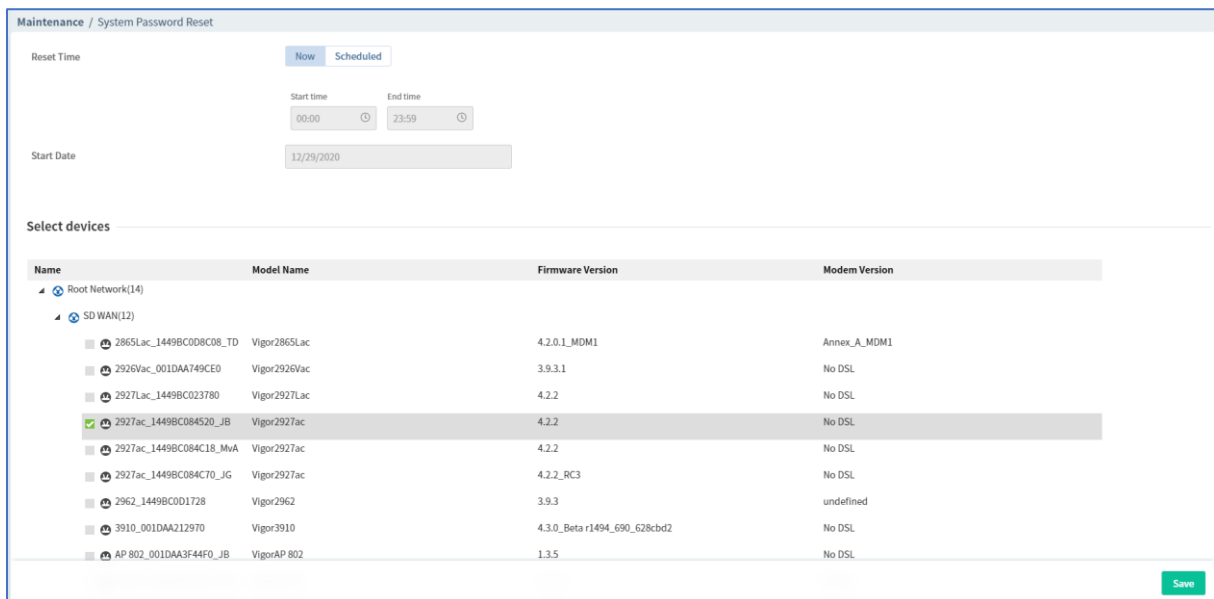 Maintenance / System Password Reset
Reset Time
Now Scheduled
Start time End time
00:00 23:59
Start Date 12/29/2020
Select devices
Name Model Name Firmware Version Modem Version
Root Network(14)
SD WAN(12)
2865Lac_1449BC0D8C08_TD Vigor2865Lac 4.2.0.1_MDM1 Annex_A_MDM1
2926Vac_001DAA749CE0 Vigor2926Vac 3.9.3.1 No DSL
2927Lac_1449BC023780 Vigor2927Lac 4.2.2 No DSL
2927ac_1449BC084520_JB Vigor2927ac 4.2.2 No DSL
2927ac_1449BC084C18_MvA Vigor2927ac 4.2.2 No DSL
2927ac_1449BC084C70_JG Vigor2927ac 4.2.2_RC3 No DSL
2962_1449BC0D1728 Vigor2962 3.9.3 undefined
3910_001DAA212970 Vigor3910 4.3.0_Beta r1494_690_628cbd2 No DSL
AP 802_001DAA3F44F0_JB VigorAP 802 1.3.5 No DSL
Save